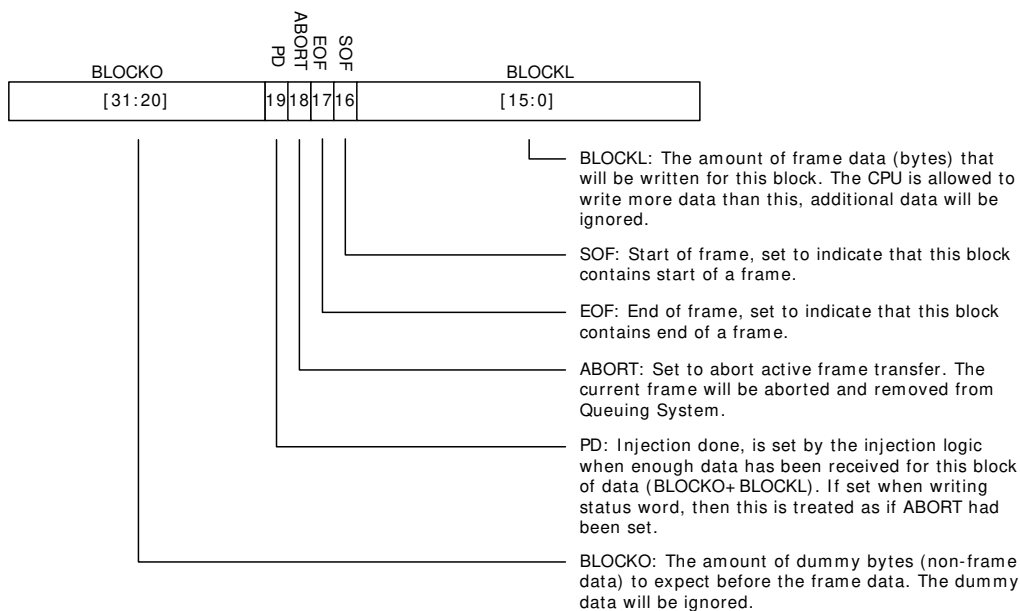 PD
ABORT
EOF
SOF
BLOCKO
BLOCKL
[31:20]
19
18
17
16
[15:0]
BLOCKL: The amount of frame data (bytes) that
will be written for this block. The CPU is allowed to
write more data than this, additional data will be
ignored.
SOF: Start of frame, set to indicate that this block
contains start of a frame.
EOF: End of frame, set to indicate that this block
contains end of a frame.
ABORT: Set to abort active frame transfer. The
current frame will be aborted and removed from
Queuing System.
PD: Injection done, is set by the injection logic
when enough data has been received for this block
of data (BLOCKO+BLOCKL). If set when writing
status word, then this is treated as if ABORT had
been set.
BLOCKO: The amount of dummy bytes (non-frame
data) to expect before the frame data. The dummy
data will be ignored.